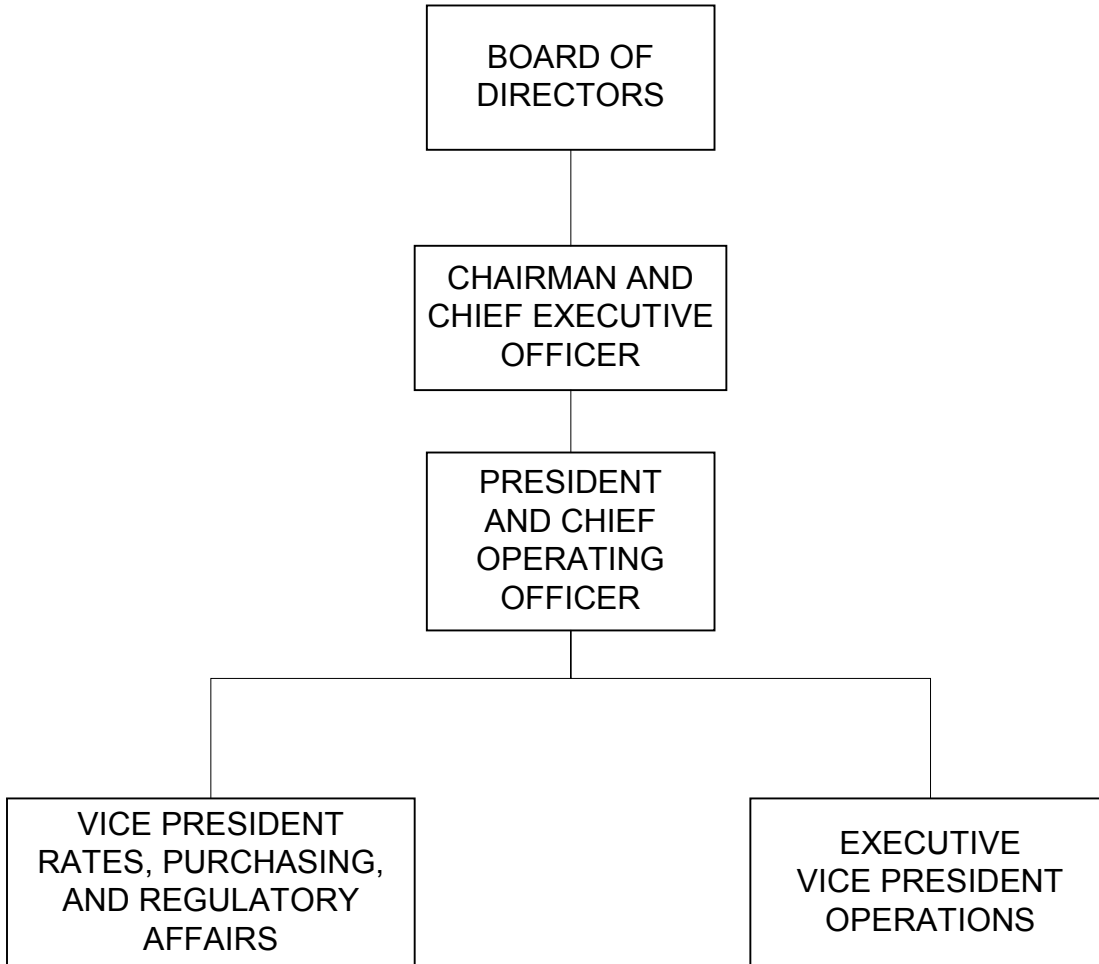 BOARD OF
DIRECTORS
CHAIRMAN AND
CHIEF EXECUTIVE
OFFICER
PRESIDENT
AND CHIEF
OPERATING
OFFICER
VICE PRESIDENT
RATES, PURCHASING,
AND REGULATORY
AFFAIRS
EXECUTIVE
VICE PRESIDENT
OPERATIONS